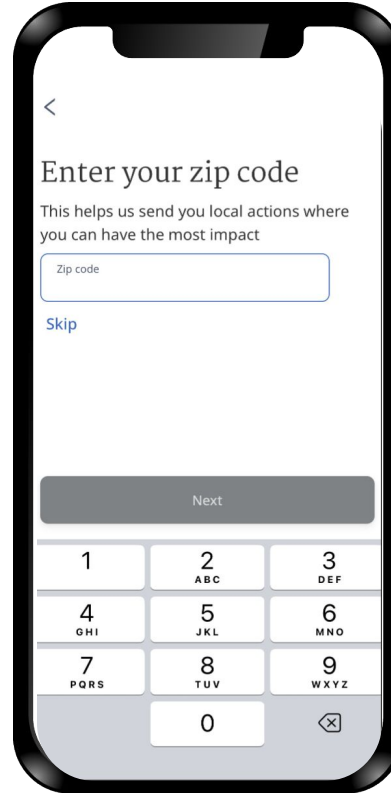 Enter your zip code
This helps us send you local actions where
you can have the most impact
Zip code
Skip
Next
1 2 3
ABC DEF
4 5 6
GHI JKL MNO
7 8 9
PQRS TUV WXYZ
0